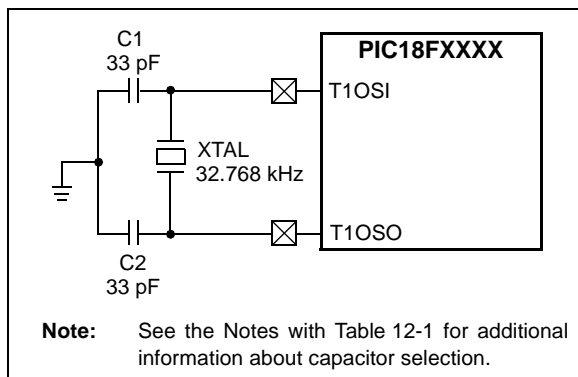 C1
33 pF
PIC18FXXXX
T1OSI
XTAL
32.768 kHz
T1OSO
C2
33 pF
Note: See the Notes with Table 12-1 for additional
information about capacitor selection.